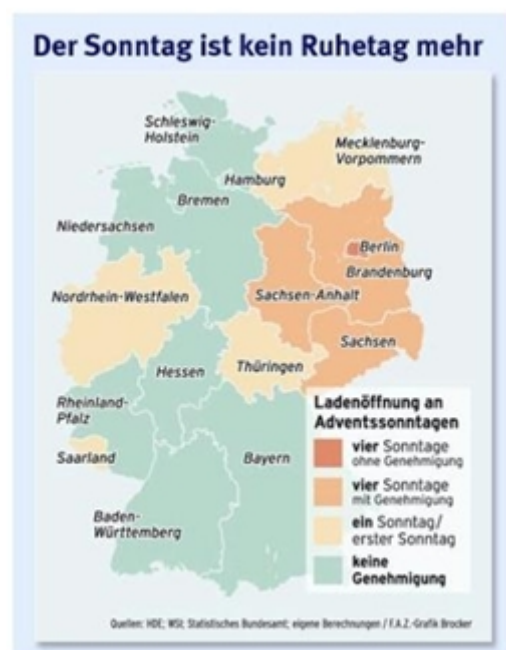 Der Sonntag ist kein Ruhetag mehr
Schleswig-
Holstein
Mecklenburg-
Vorpommern
Hamburg
Bremen
Niedersachsen
Berlin
Brandenburg
Nordrhein-Westfalen
Sachsen-Anhalt
Sachsen
Thüringen
Hessen
Rheinland-
Pfalz
Saarland
Bayern
Baden-
Württemberg
Ladenöffnung an
Adventssonntagen
vier Sonntage
ohne Genehmigung
vier Sonntage
mit Genehmigung
ein Sonntag/
erster Sonntag
keine
Genehmigung
Quellen: HDE; WSI; Statistisches Bundesamt; eigene Berechnungen / F.A.Z.-Grafik Brocker